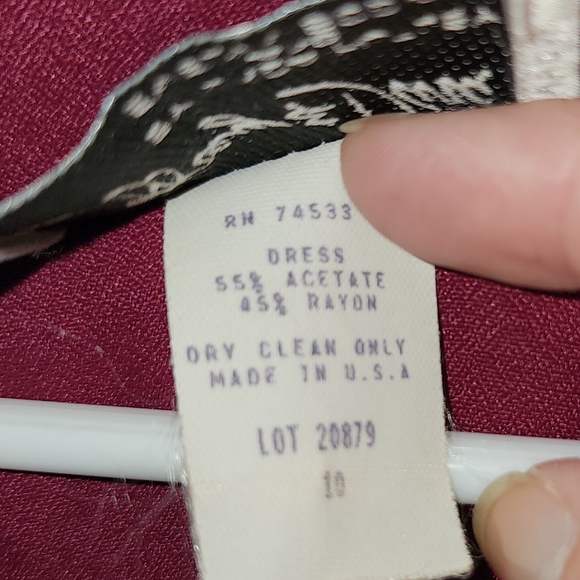 RN 74533
DRESS
55% ACETATE
45% RAYON
DRY CLEAN ONLY
MADE IN U.S.A
LOT 20879
10